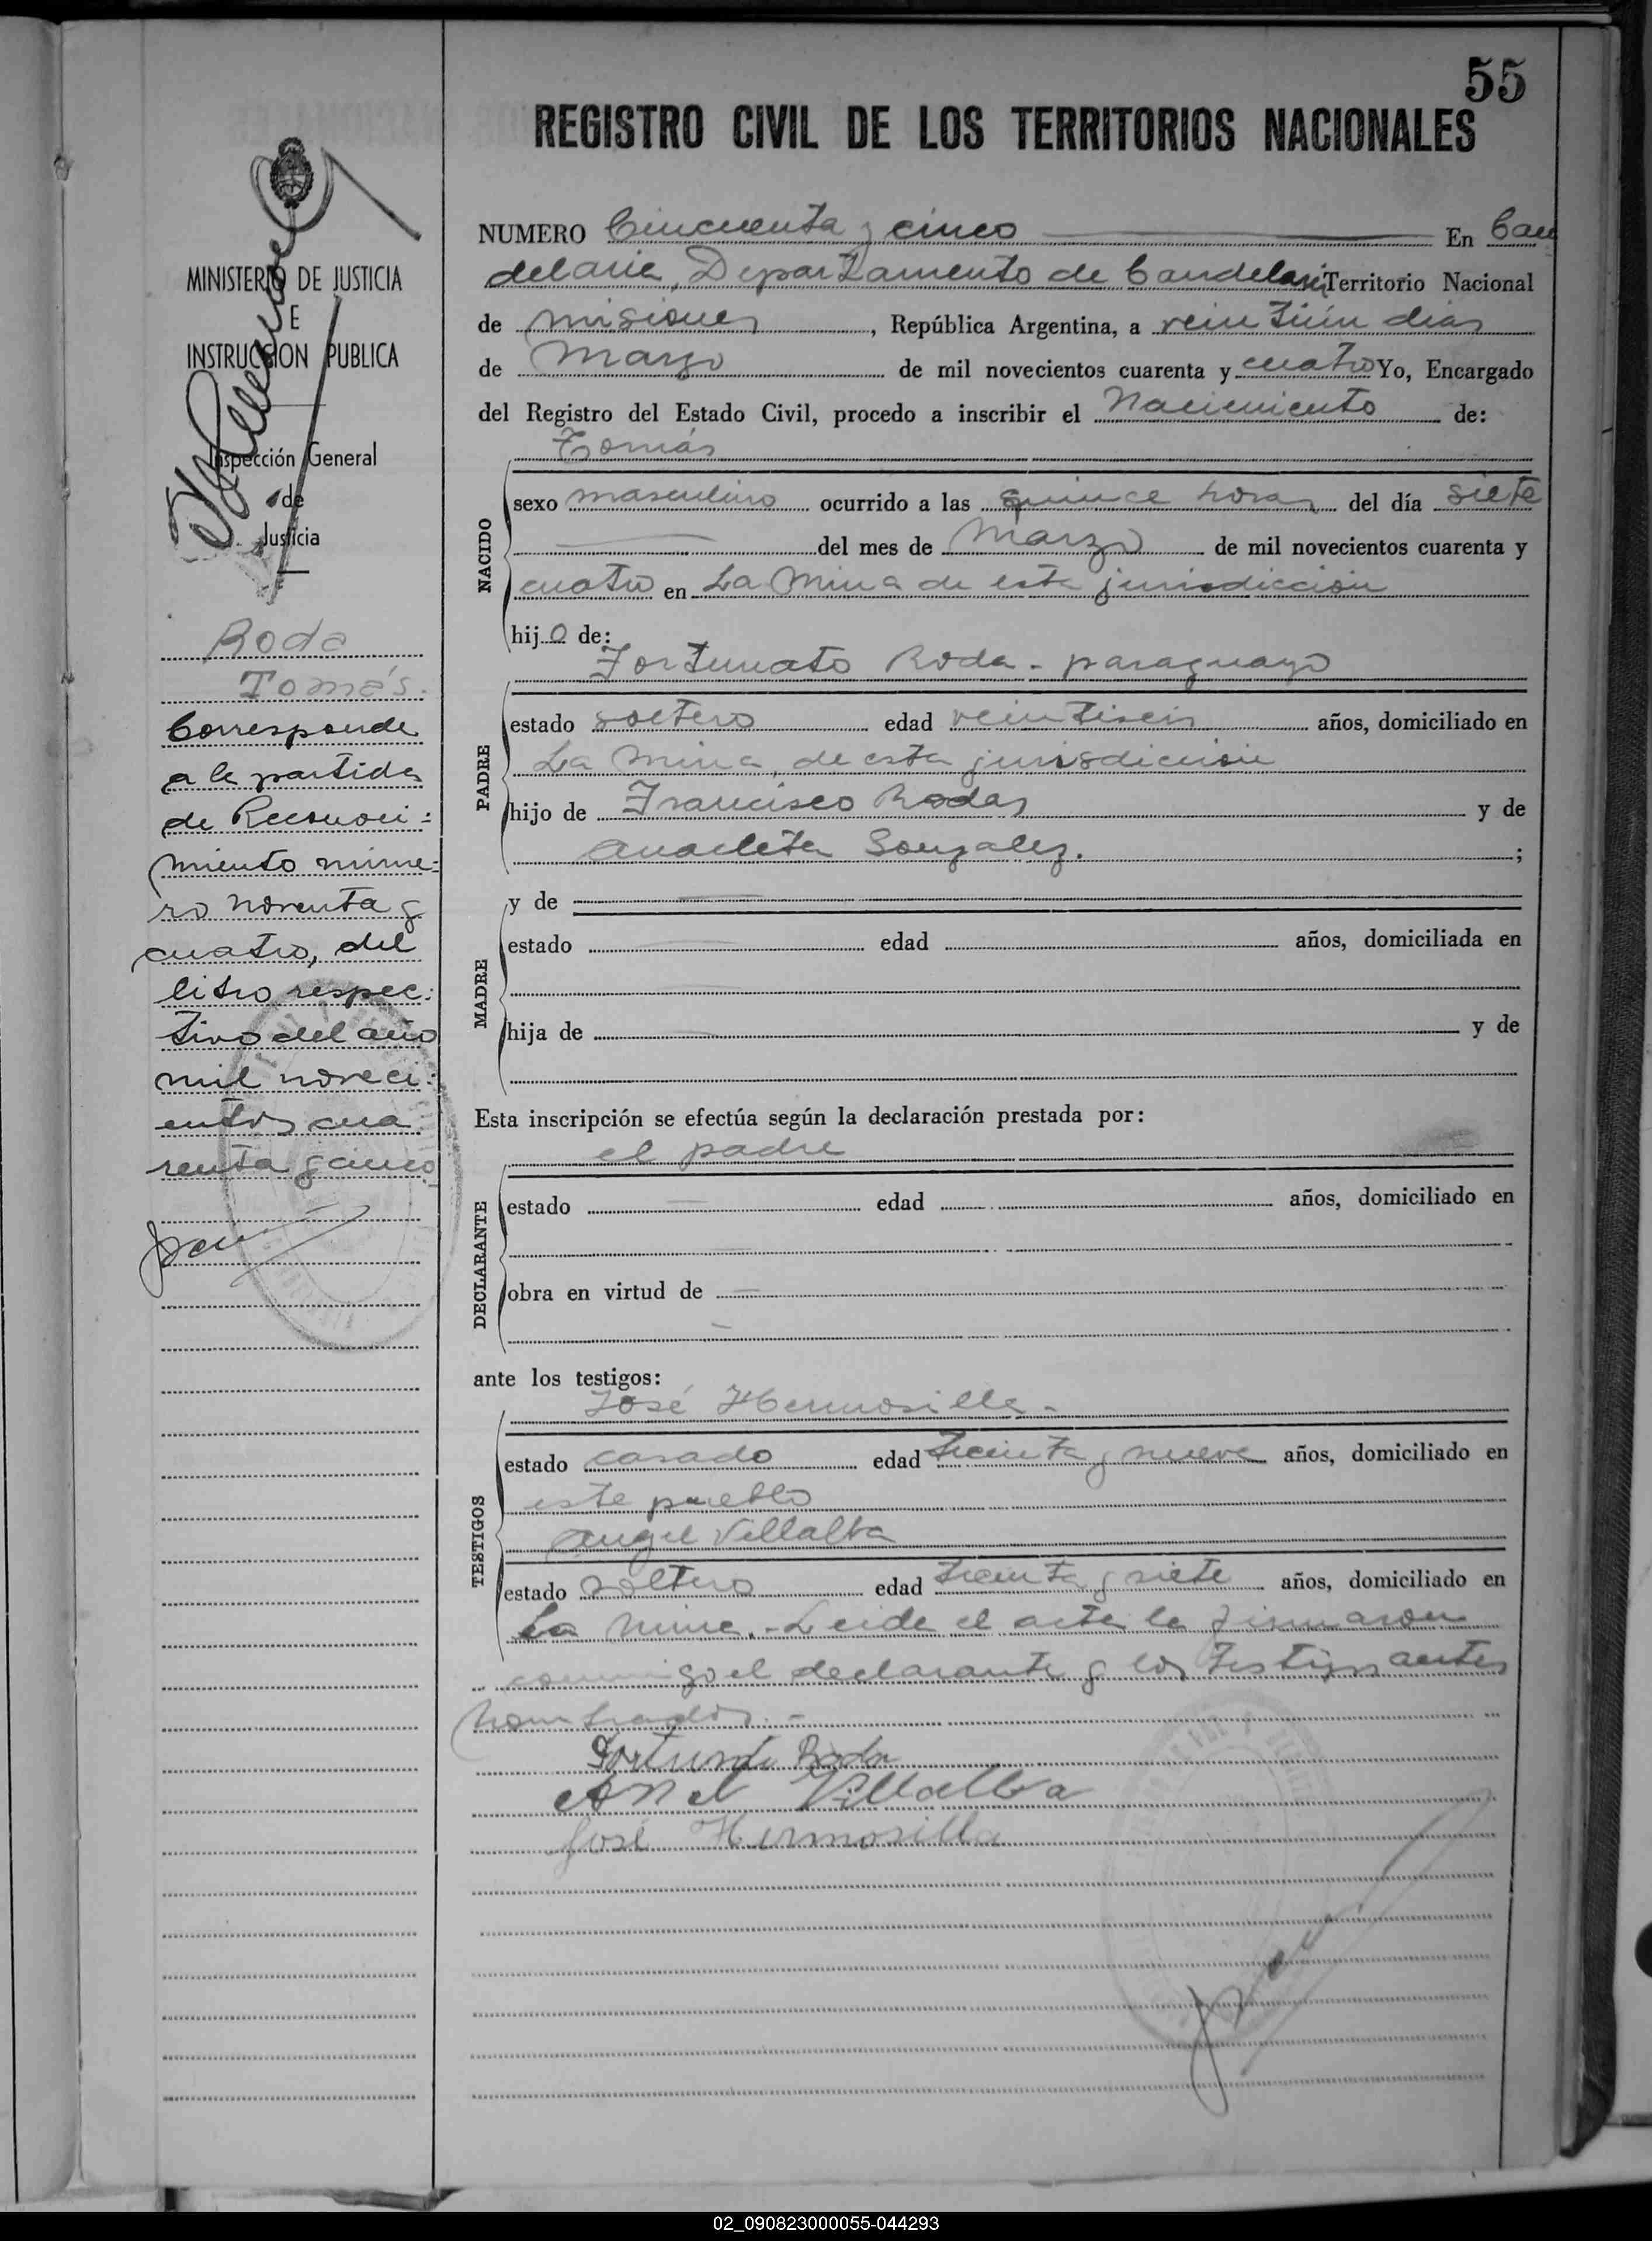 55
REGISTRO CIVIL DE LOS TERRITORIOS NACIONALES
MINISTERIO DE JUSTICIA
E
INSTRUCCION PUBLICA
Inspección General
de
Justicia
Roda
Tomás.
Corresponde
a la partida
de Reconoci=
miento núme=
ro noventa y
cuatro, del
libro respec=
tivo del año
mil noveci=
entos cua
renta y cinco
NUMERO Cincuenta y cinco En Can
delaria, Departamento de Candelaria Territorio Nacional
de Misiones, República Argentina, a veintiún dias
de Marzo de mil novecientos cuarenta y cuatro Yo, Encargado
del Registro del Estado Civil, procedo a inscribir el Nacimiento de:
Tomás
NACIDO
sexo masculino ocurrido a las quince horas del día siete
del mes de Marzo de mil novecientos cuarenta y
cuatro en La Mina de esta jurisdicción
hijo de:
Fortunato Roda - paraguayo
PADRE
estado soltero edad veintiseis años, domiciliado en
La Mina, de esta jurisdiccion
hijo de Francisco Rodas y de
Anacleta Gonzalez. ;
y de
MADRE
estado edad años, domiciliada en
hija de y de
Esta inscripción se efectúa según la declaración prestada por:
el padre
DECLARANTE
estado edad años, domiciliado en
obra en virtud de
ante los testigos:
José Hermosilla -
TESTIGOS
estado casado edad treinta y nueve años, domiciliado en
este pueblo
Angel Villalba
estado soltero edad treinta y siete años, domiciliado en
La Mina. - Leida el acta la firmaron
conmigo el declarante y los testigos antes
nombrados. -
Fortunato Roda
Anel Villalba
José Hermosilla
02_090823000055-044293